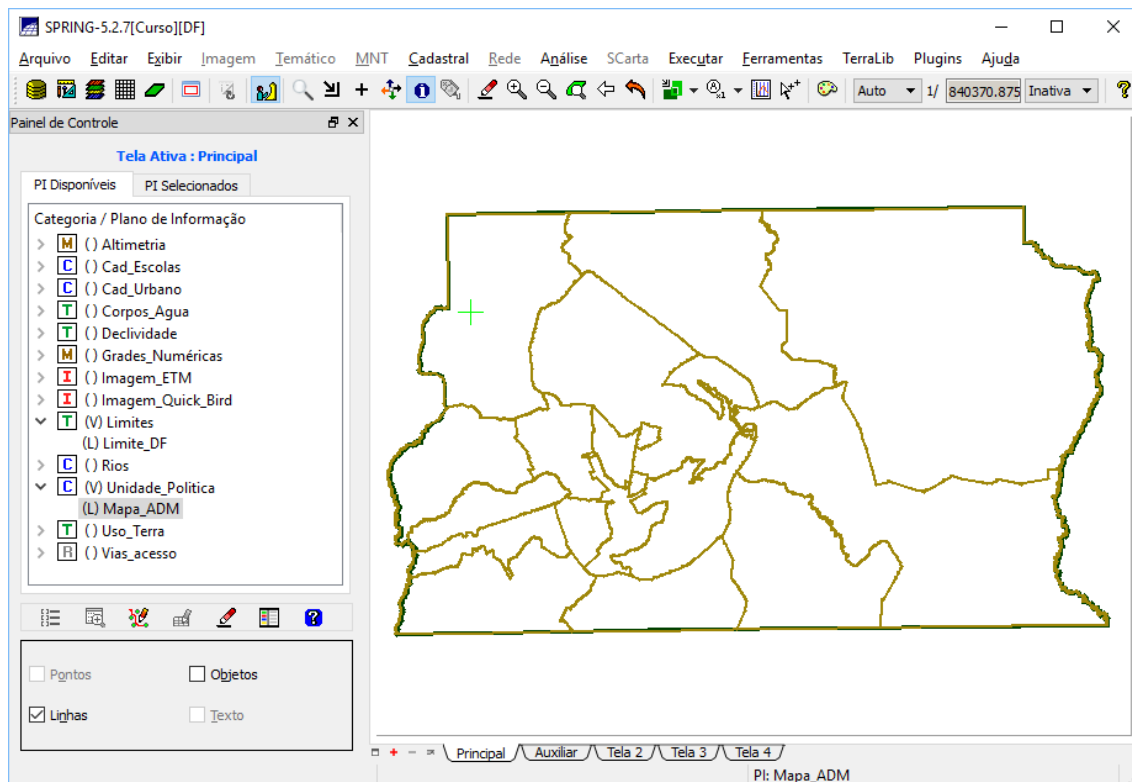 SPRING-5.2.7[Curso][DF]
Arquivo Editar Exibir Imagem Temático MNT Cadastral Rede Análise SCarta Executar Ferramentas TerraLib Plugins Ajuda
Auto 1/ 840370.875 Inativa
Painel de Controle
Tela Ativa : Principal
PI Disponíveis PI Selecionados
Categoria / Plano de Informação
M ( ) Altimetria
C ( ) Cad_Escolas
C ( ) Cad_Urbano
T ( ) Corpos_Agua
T ( ) Declividade
M ( ) Grades_Numéricas
I ( ) Imagem_ETM
I ( ) Imagem_Quick_Bird
T (V) Limites
(L) Limite_DF
C ( ) Rios
C (V) Unidade_Politica
(L) Mapa_ADM
T ( ) Uso_Terra
R ( ) Vias_acesso
Pontos Objetos
Linhas Texto
Principal Auxiliar Tela 2 Tela 3 Tela 4
PI: Mapa_ADM